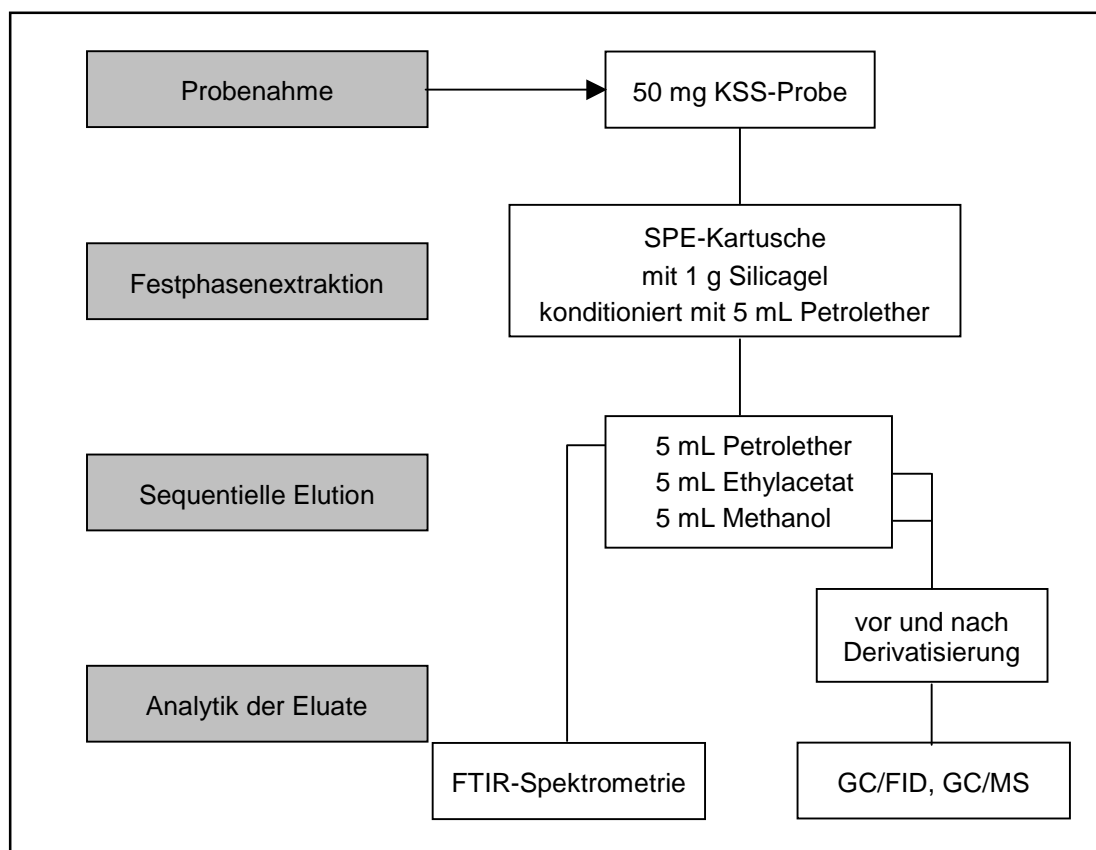 Probenahme
50 mg KSS-Probe
Festphasenextraktion
SPE-Kartusche
mit 1 g Silicagel
konditioniert mit 5 mL Petrolether
Sequentielle Elution
5 mL Petrolether
5 mL Ethylacetat
5 mL Methanol
vor und nach
Derivatisierung
Analytik der Eluate
FTIR-Spektrometrie
GC/FID, GC/MS